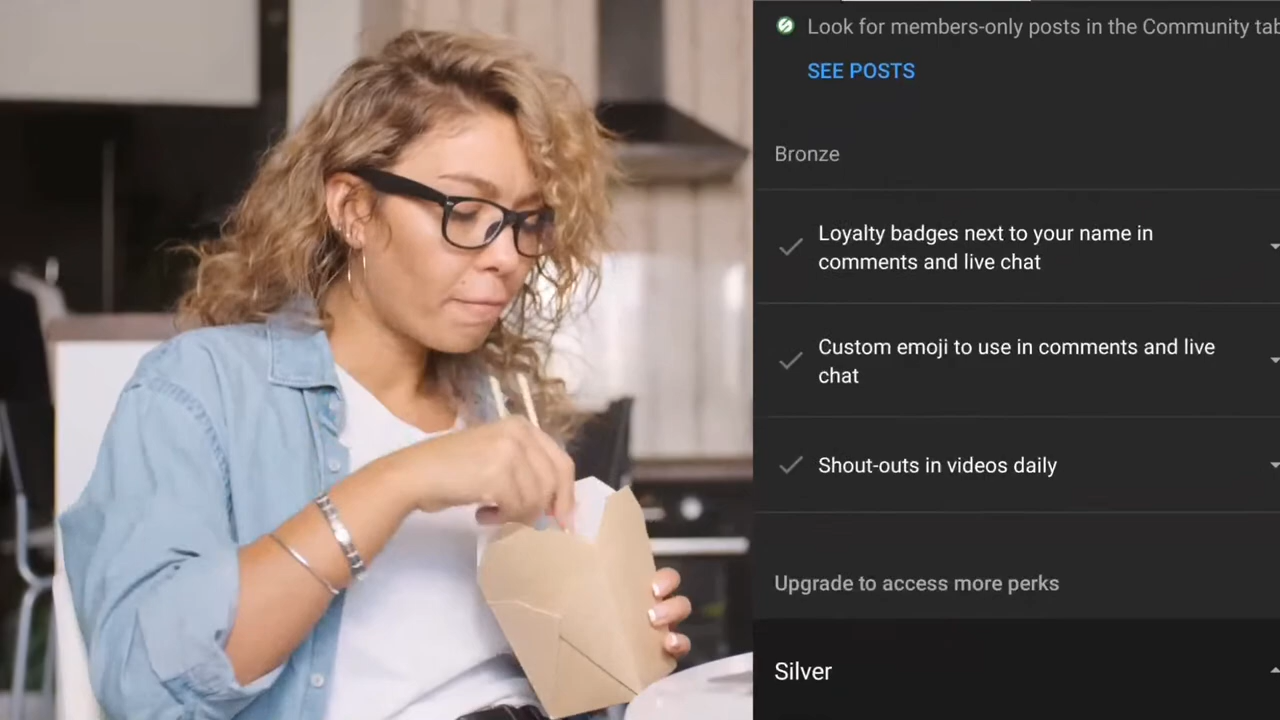 Look for members-only posts in the Community tab
SEE POSTS
Bronze
Loyalty badges next to your name in
comments and live chat
Custom emoji to use in comments and live
chat
Shout-outs in videos daily
Upgrade to access more perks
Silver